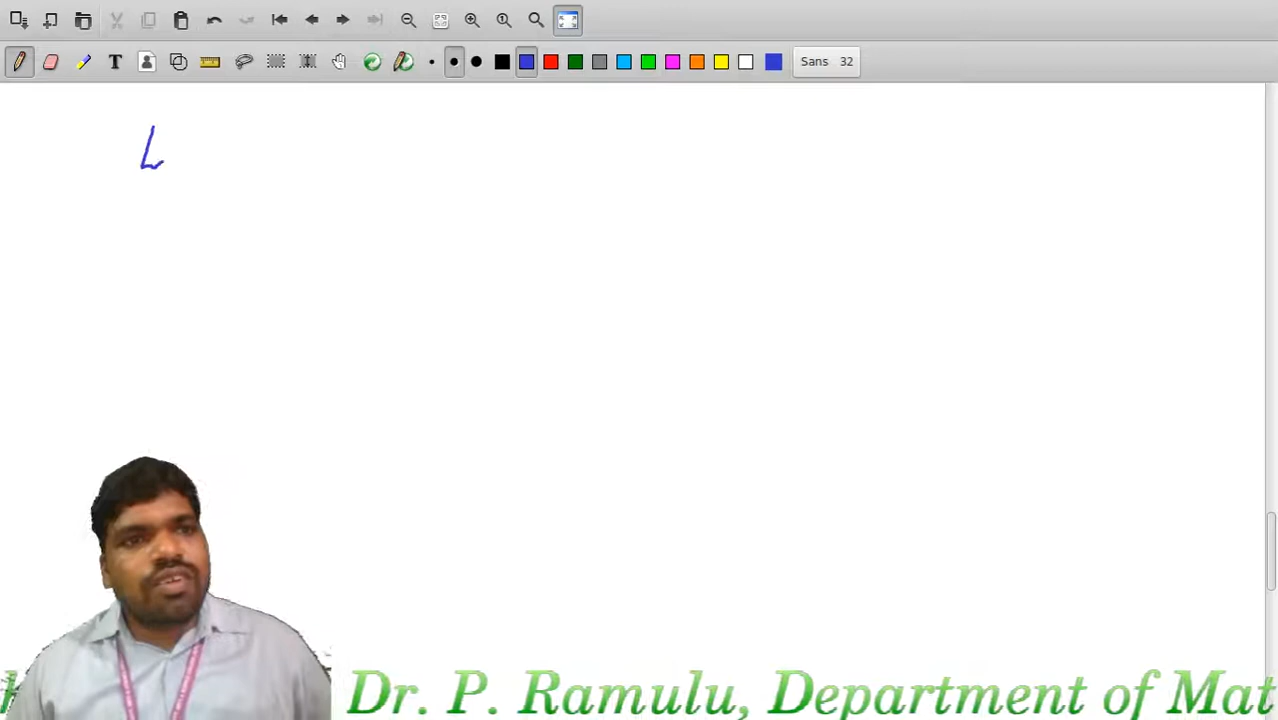 Sans 32
L
Dr. P. Ramulu, Department of Mat